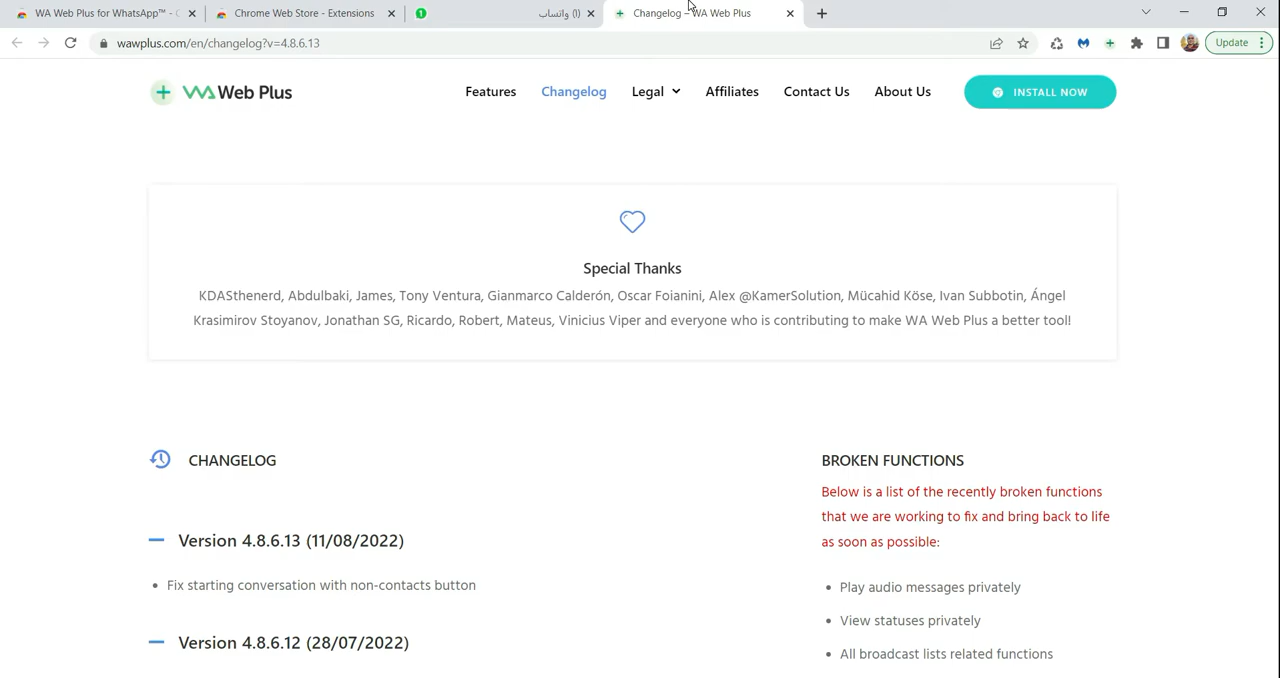 WA Web Plus for WhatsApp™ -
Chrome Web Store - Extensions
1
واتساب (1)
Changelog – WA Web Plus
wawplus.com/en/changelog?v=4.8.6.13
Update
WA Web Plus
Features
Changelog
Legal
Affiliates
Contact Us
About Us
INSTALL NOW
Special Thanks
KDASthenerd, Abdulbaki, James, Tony Ventura, Gianmarco Calderón, Oscar Foianini, Alex @KamerSolution, Mücahid Köse, Ivan Subbotin, Ángel
Krasimirov Stoyanov, Jonathan SG, Ricardo, Robert, Mateus, Vinicius Viper and everyone who is contributing to make WA Web Plus a better tool!
CHANGELOG
Version 4.8.6.13 (11/08/2022)
• Fix starting conversation with non-contacts button
Version 4.8.6.12 (28/07/2022)
BROKEN FUNCTIONS
Below is a list of the recently broken functions
that we are working to fix and bring back to life
as soon as possible:
• Play audio messages privately
• View statuses privately
• All broadcast lists related functions